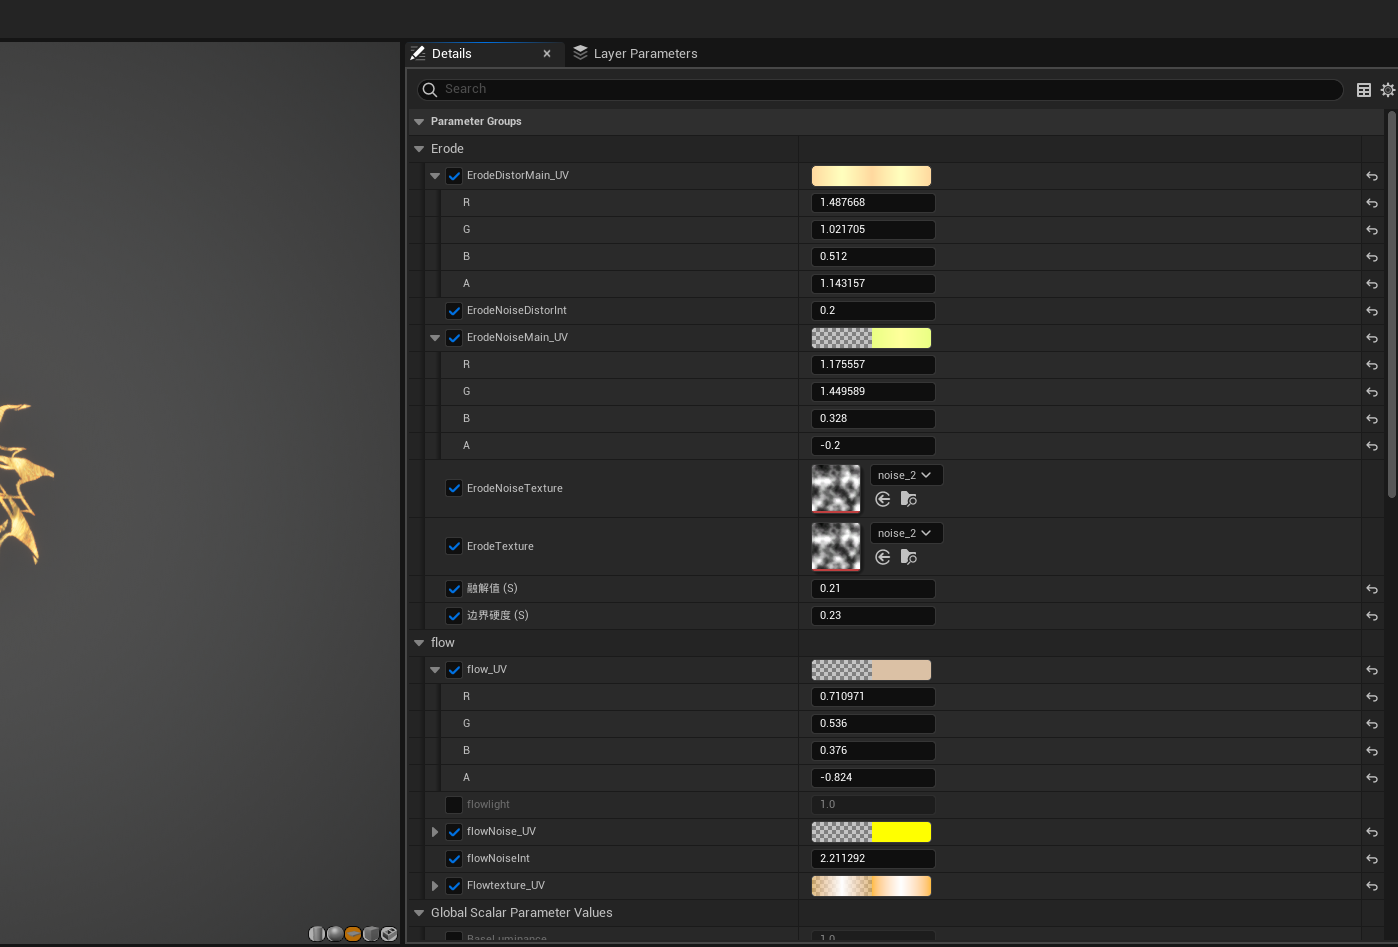 Details
Layer Parameters
Search
Parameter Groups
Erode
ErodeDistorMain_UV
R 1.487668
G 1.021705
B 0.512
A 1.143157
ErodeNoiseDistorInt 0.2
ErodeNoiseMain_UV
R 1.175557
G 1.449589
B 0.328
A -0.2
ErodeNoiseTexture noise_2
ErodeTexture noise_2
融解值 (S) 0.21
边界硬度 (S) 0.23
flow
flow_UV
R 0.710971
G 0.536
B 0.376
A -0.824
flowlight 1.0
flowNoise_UV
flowNoiseInt 2.211292
Flowtexture_UV
Global Scalar Parameter Values
BaseLuminance 1.0